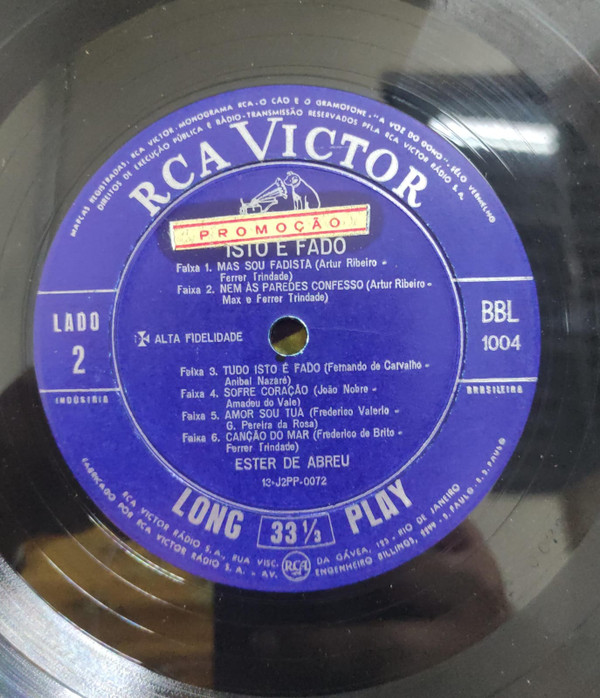 MARCAS REGISTRADAS, RCA VICTOR-MONOGRAMA RCA-O CÃO E O GRAMOFONE-"A VOZ DO DONO"-SÊLO VERMELHO
DIREITOS DE EXECUÇÃO PÚBLICA E RÁDIO-TRANSMISSÃO RESERVADOS PELA RCA VICTOR RÁDIO S.A.
RCA VICTOR
PROMOÇÃO
ISTO É FADO
Faixa 1. MAS SOU FADISTA (Artur Ribeiro -
Ferrer Trindade)
Faixa 2. NEM ÀS PAREDES CONFESSO (Artur Ribeiro-
Max e Ferrer Trindade)
LADO
2
ALTA FIDELIDADE
BBL
1004
INDÚSTRIA
BRASILEIRA
Faixa 3. TUDO ISTO É FADO (Fernando de Carvalho -
Anibal Nazaré)
Faixa 4. SOFRE CORAÇÃO (João Nobre -
Amadeu do Vale)
Faixa 5. AMOR SOU TUA (Frederico Valerio -
G. Pereira da Rosa)
Faixa 6. CANÇÃO DO MAR (Frederico de Brito -
Ferrer Trindade)
ESTER DE ABREU
13-J2PP-0072
LONG 33 1/3 PLAY
RCA VICTOR RÁDIO S.A., RUA VISC. DA GÁVEA, 125 - RIO DE JANEIRO
FABRICADO POR RCA VICTOR RÁDIO S.A. - AV. ENGENHEIRO BILLINGS, - S. PAULO - S. PAULO
RCA